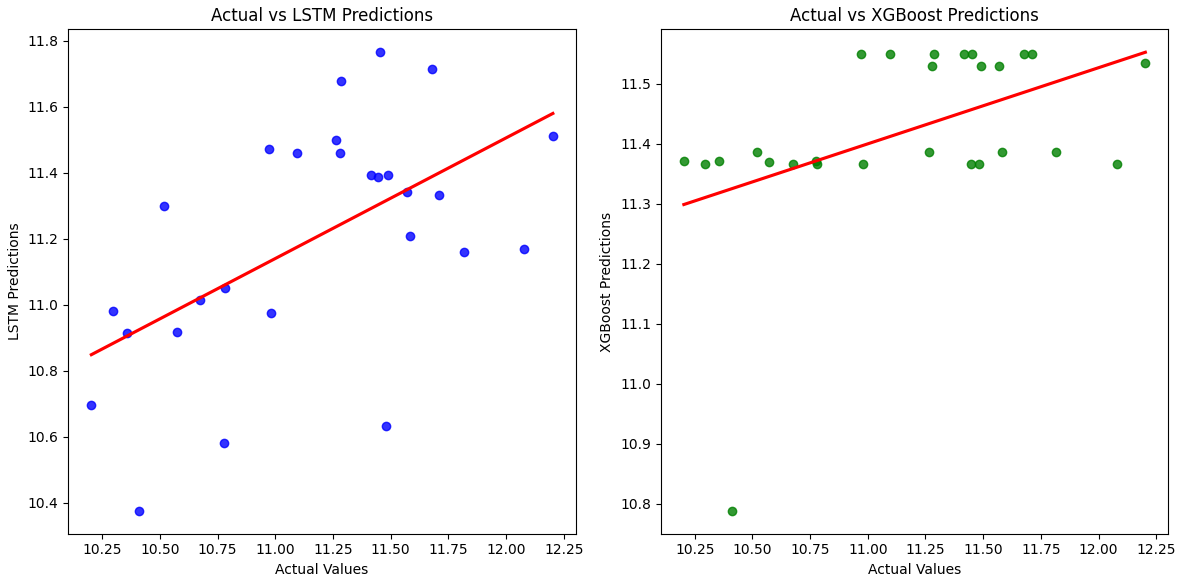 Actual vs LSTM Predictions
LSTM Predictions
11.8
11.6
11.4
11.2
11.0
10.8
10.6
10.4
10.25 10.50 10.75 11.00 11.25 11.50 11.75 12.00 12.25
Actual Values
Actual vs XGBoost Predictions
XGBoost Predictions
11.5
11.4
11.3
11.2
11.1
11.0
10.9
10.8
10.25 10.50 10.75 11.00 11.25 11.50 11.75 12.00 12.25
Actual Values